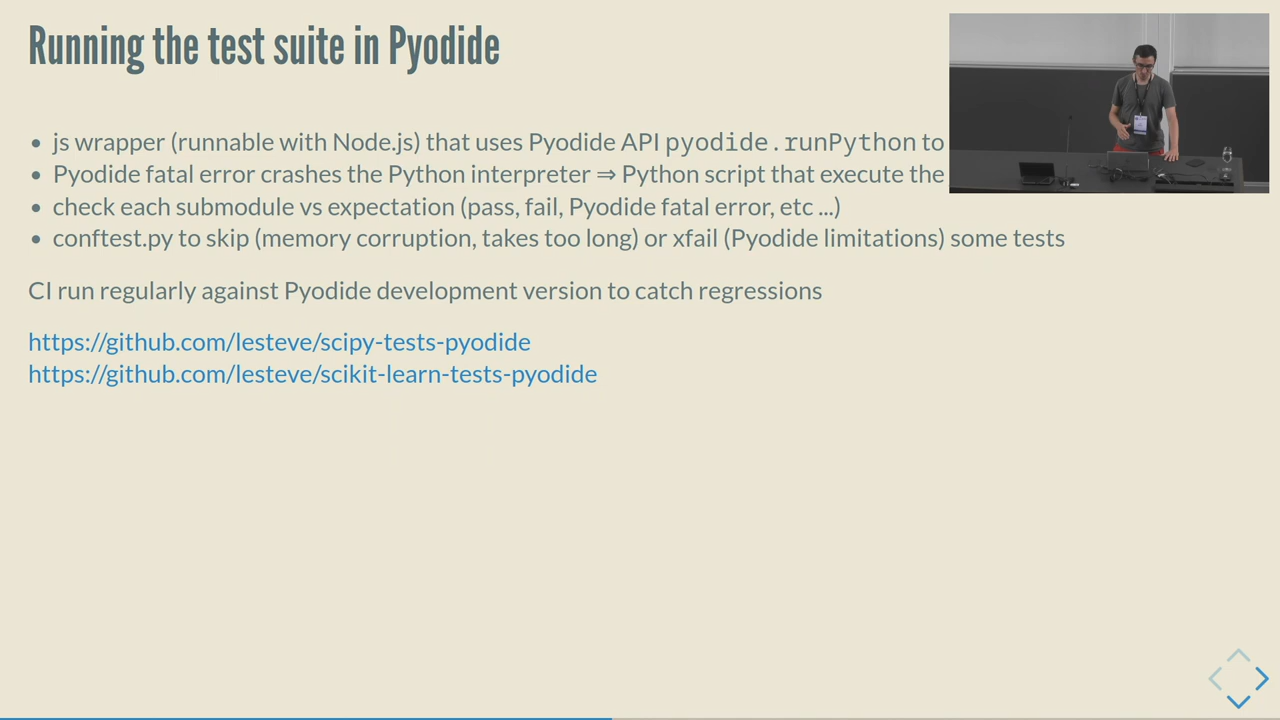 Running the test suite in Pyodide
• js wrapper (runnable with Node.js) that uses Pyodide API pyodide.runPython to
• Pyodide fatal error crashes the Python interpreter ⇒ Python script that execute the
• check each submodule vs expectation (pass, fail, Pyodide fatal error, etc ...)
• conftest.py to skip (memory corruption, takes too long) or xfail (Pyodide limitations) some tests
CI run regularly against Pyodide development version to catch regressions
https://github.com/lesteve/scipy-tests-pyodide
https://github.com/lesteve/scikit-learn-tests-pyodide